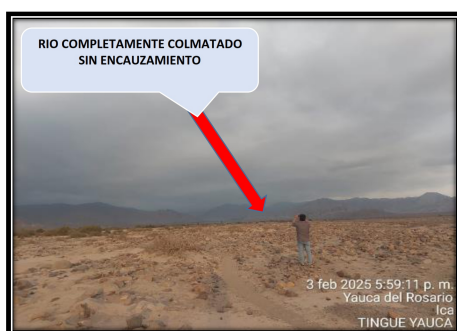 RIO COMPLETAMENTE COLMATADO
SIN ENCAUZAMIENTO
3 feb 2025 5:59:11 p. m.
Yauca del Rosario
Ica
TINGUE YAUCA